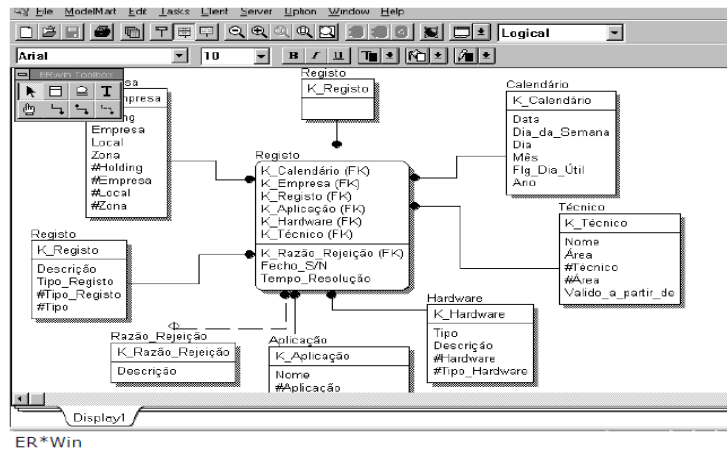 File ModelMart Edit Tasks Client Server Option Window Help
Logical
Arial 10 B I U
ERwin Toolbox
T
Empresa
Local
Zona
#Holding
#Empresa
#Local
#Zona
Registo
K_Registo
Calendário
K_Calendário
Data
Dia_da_Semana
Dia
Mês
Flg_Dia_Útil
Ano
Registo
K_Calendário (FK)
K_Empresa (FK)
K_Registo (FK)
K_Aplicação (FK)
K_Hardware (FK)
K_Técnico (FK)
K_Razão_Rejeição (FK)
Fecho_S/N
Tempo_Resolução
Técnico
K_Técnico
Nome
Área
#Técnico
#Área
Valido_a_partir_de
Registo
K_Registo
Descrição
Tipo_Registo
#Tipo_Registo
#Tipo
Razão_Rejeição
K_Razão_Rejeição
Descrição
Aplicação
K_Aplicação
Nome
#Aplicação
Hardware
K_Hardware
Tipo
Descrição
#Hardware
#Tipo_Hardware
Display1
ER*Win